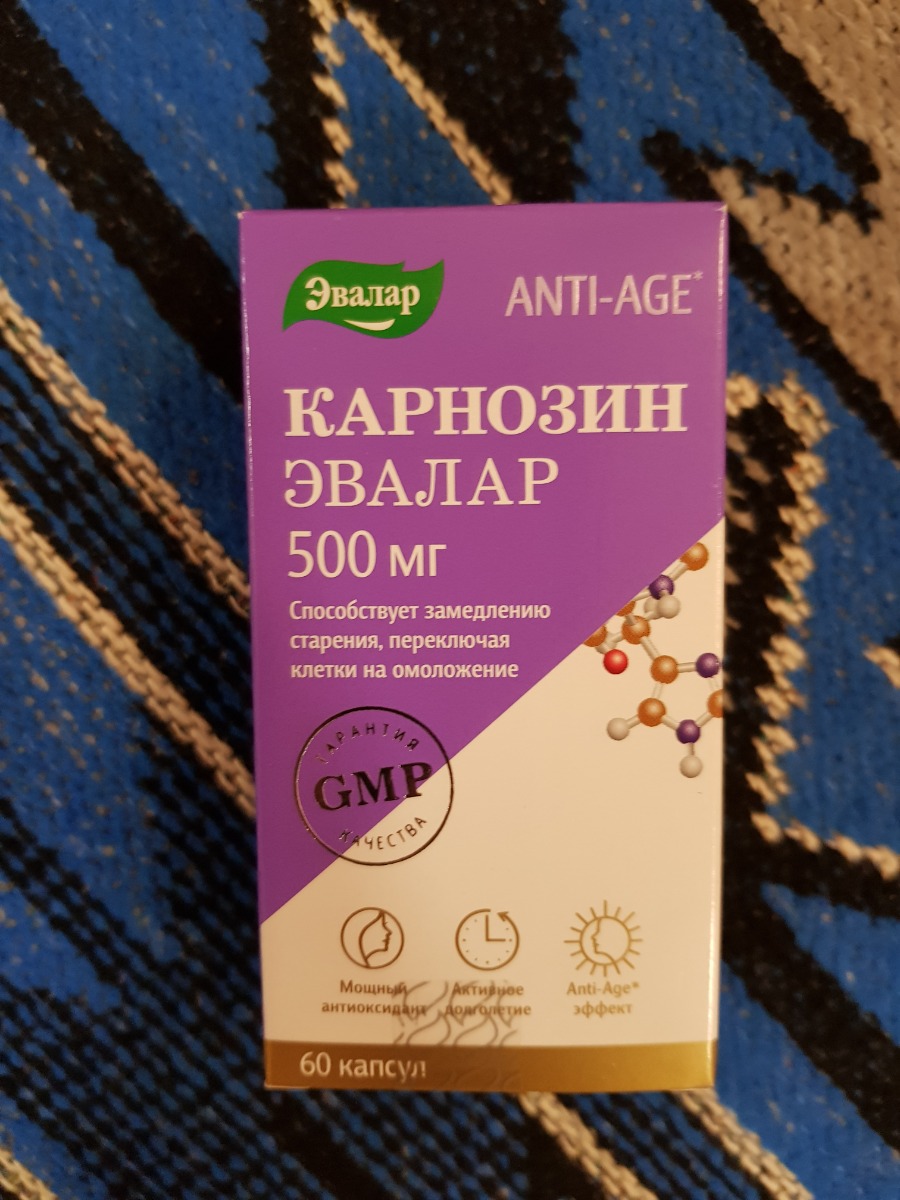 Эвалар
ANTI-AGE*
КАРНОЗИН
ЭВАЛАР
500 мг
Способствует замедлению
старения, переключая
клетки на омоложение
ГАРАНТИЯ
GMP
КАЧЕСТВА
Мощный
антиоксидант
Активное
долголетие
Anti-Age*
эффект
60 капсул